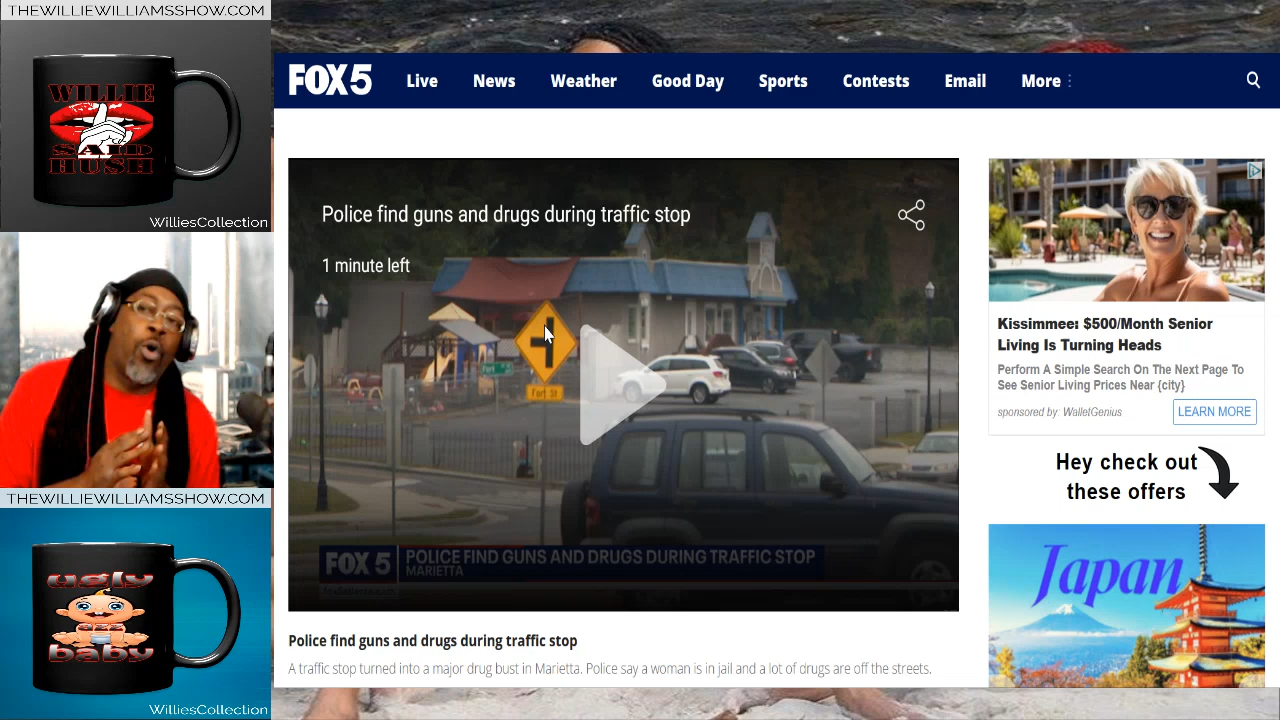 THEWILLIEWILLIAMSSHOW.COM
WILLIE
SAID
HUSH
WilliesCollection
THEWILLIEWILLIAMSSHOW.COM
ugly
baby
WilliesCollection
FOX 5
Live
News
Weather
Good Day
Sports
Contests
Email
More
Police find guns and drugs during traffic stop
1 minute left
Fort St
FOX 5
POLICE FIND GUNS AND DRUGS DURING TRAFFIC STOP
MARIETTA
Police find guns and drugs during traffic stop
A traffic stop turned into a major drug bust in Marietta. Police say a woman is in jail and a lot of drugs are off the streets.
Kissimmee: $500/Month Senior
Living Is Turning Heads
Perform A Simple Search On The Next Page To
See Senior Living Prices Near {city}
sponsored by: WalletGenius
LEARN MORE
Hey check out
these offers
Japan